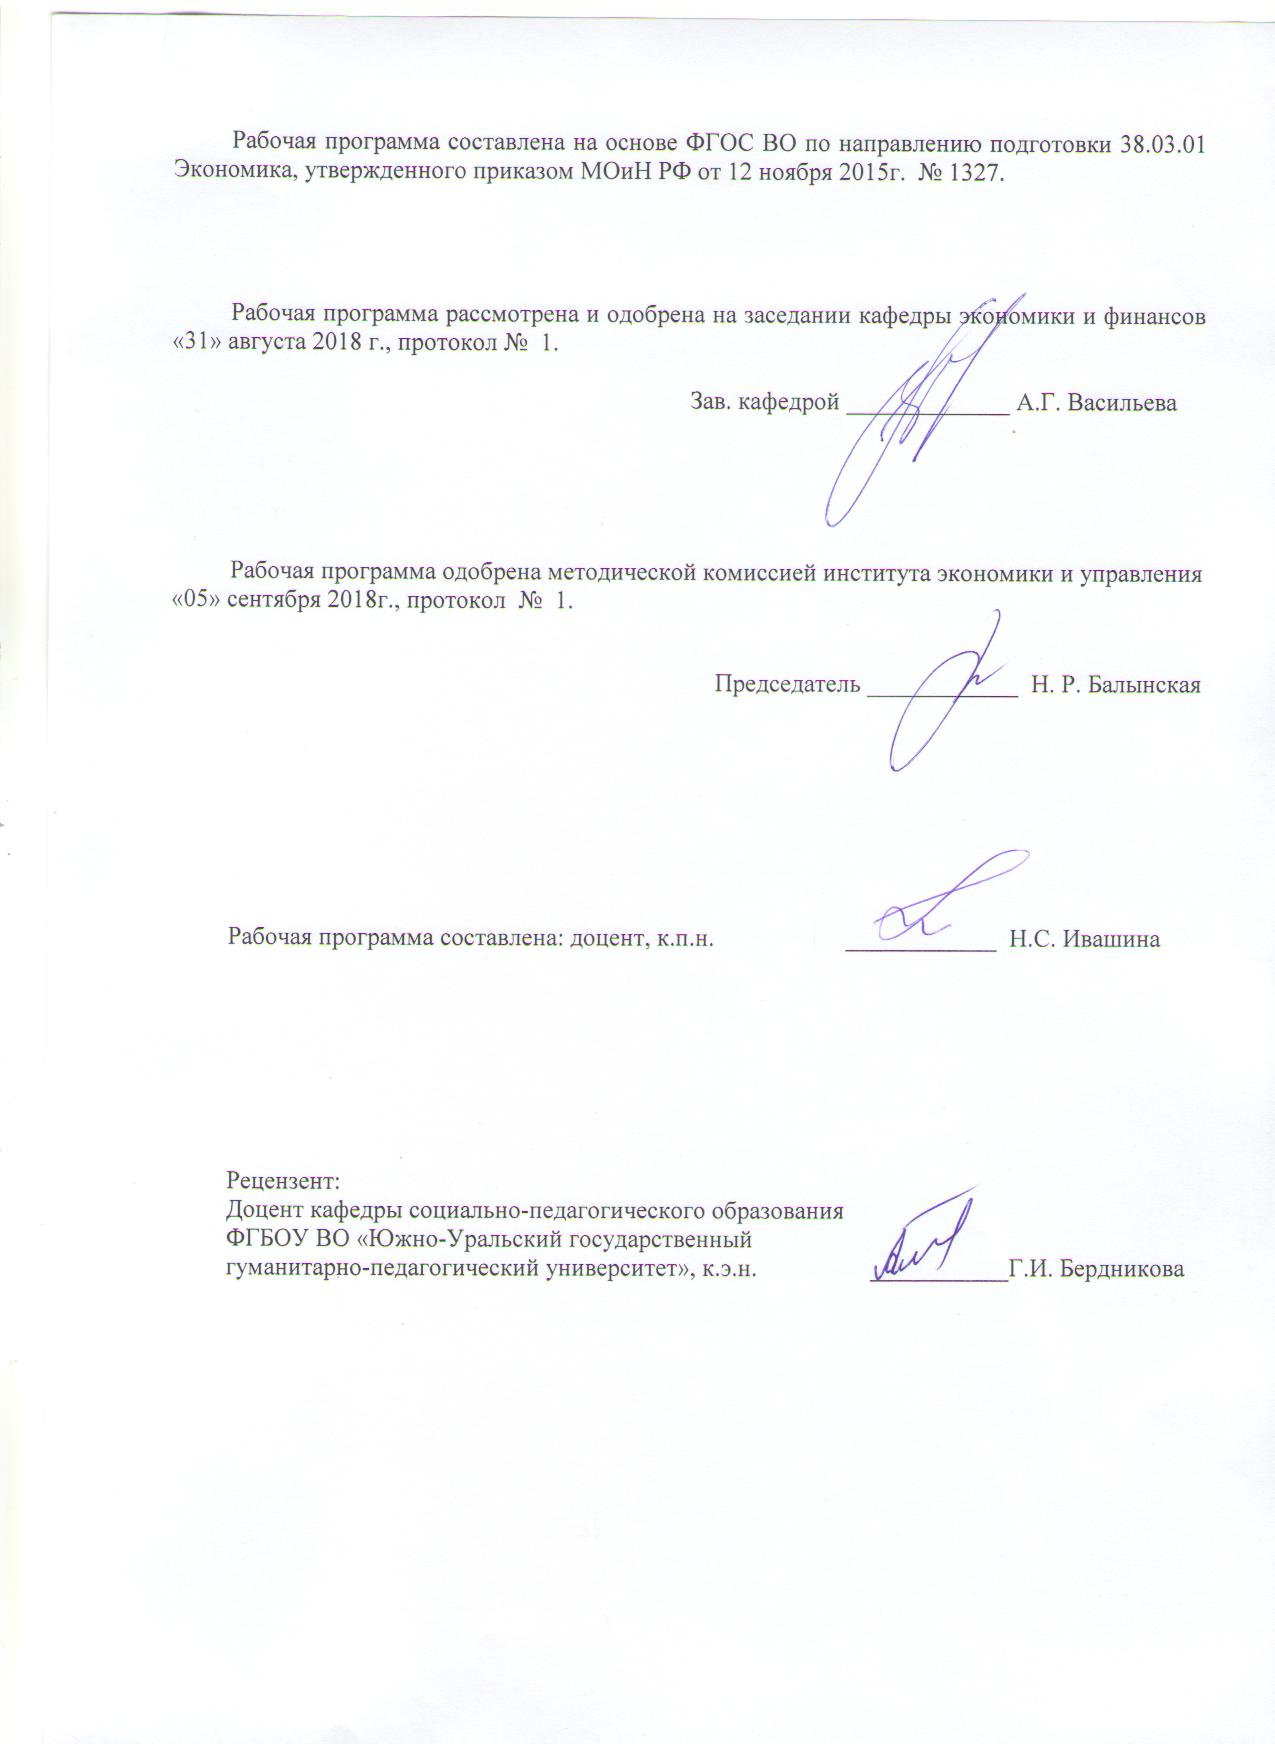 Рабочая программа составлена на основе ФГОС ВО по направлению подготовки 38.03.01
Экономика, утвержденного приказом МОиН РФ от 12 ноября 2015г.  № 1327.
Рабочая программа рассмотрена и одобрена на заседании кафедры экономики и финансов
«31» августа 2018 г., протокол №  1.
Зав. кафедрой _____________ А.Г. Васильева
Рабочая программа одобрена методической комиссией института экономики и управления
«05» сентября 2018г., протокол  №  1.
Председатель ____________  Н. Р. Балынская
Рабочая программа составлена: доцент, к.п.н. ____________  Н.С. Ивашина
Рецензент:
Доцент кафедры социально-педагогического образования
ФГБОУ ВО «Южно-Уральский государственный
гуманитарно-педагогический университет», к.э.н. ___________Г.И. Бердникова